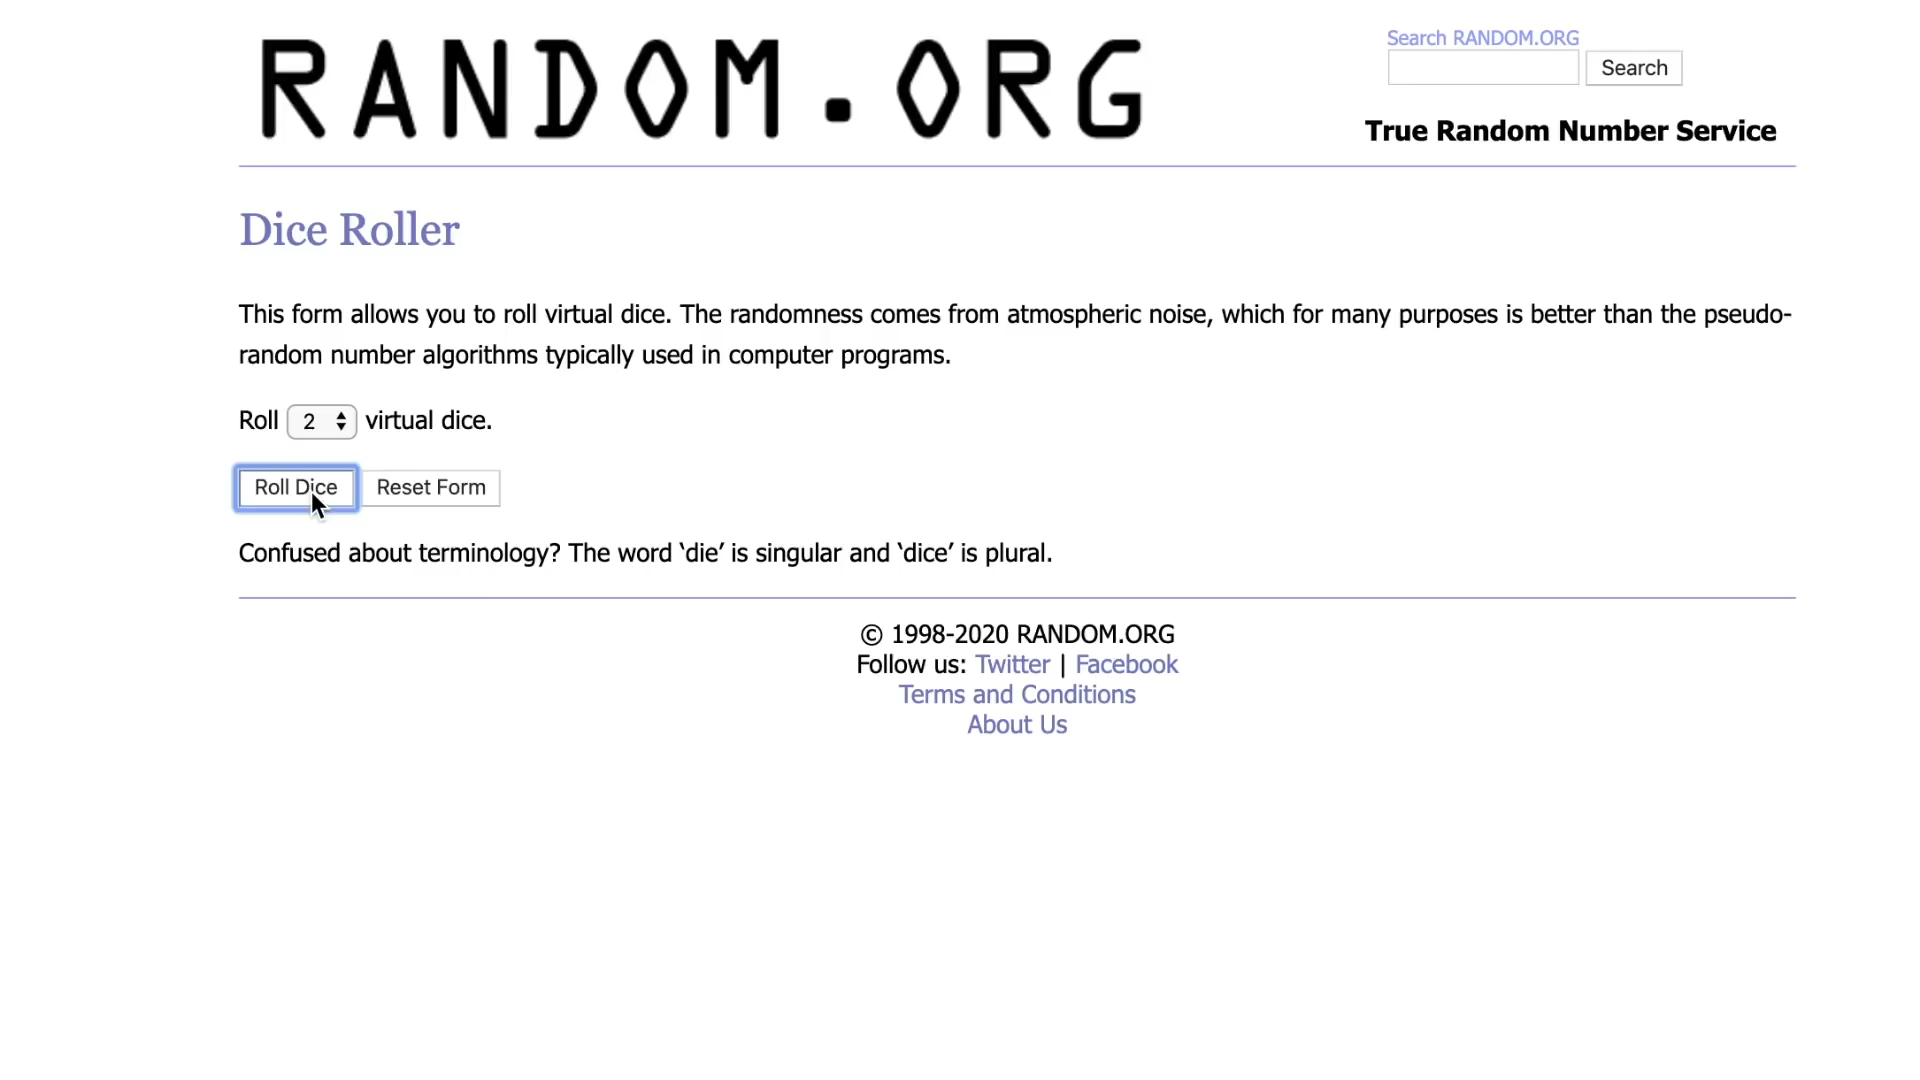 RANDOM.ORG
Search RANDOM.ORG
Search
True Random Number Service
Dice Roller
This form allows you to roll virtual dice. The randomness comes from atmospheric noise, which for many purposes is better than the pseudo-
random number algorithms typically used in computer programs.
Roll 2 virtual dice.
Roll Dice Reset Form
Confused about terminology? The word ‘die’ is singular and ‘dice’ is plural.
© 1998-2020 RANDOM.ORG
Follow us: Twitter | Facebook
Terms and Conditions
About Us